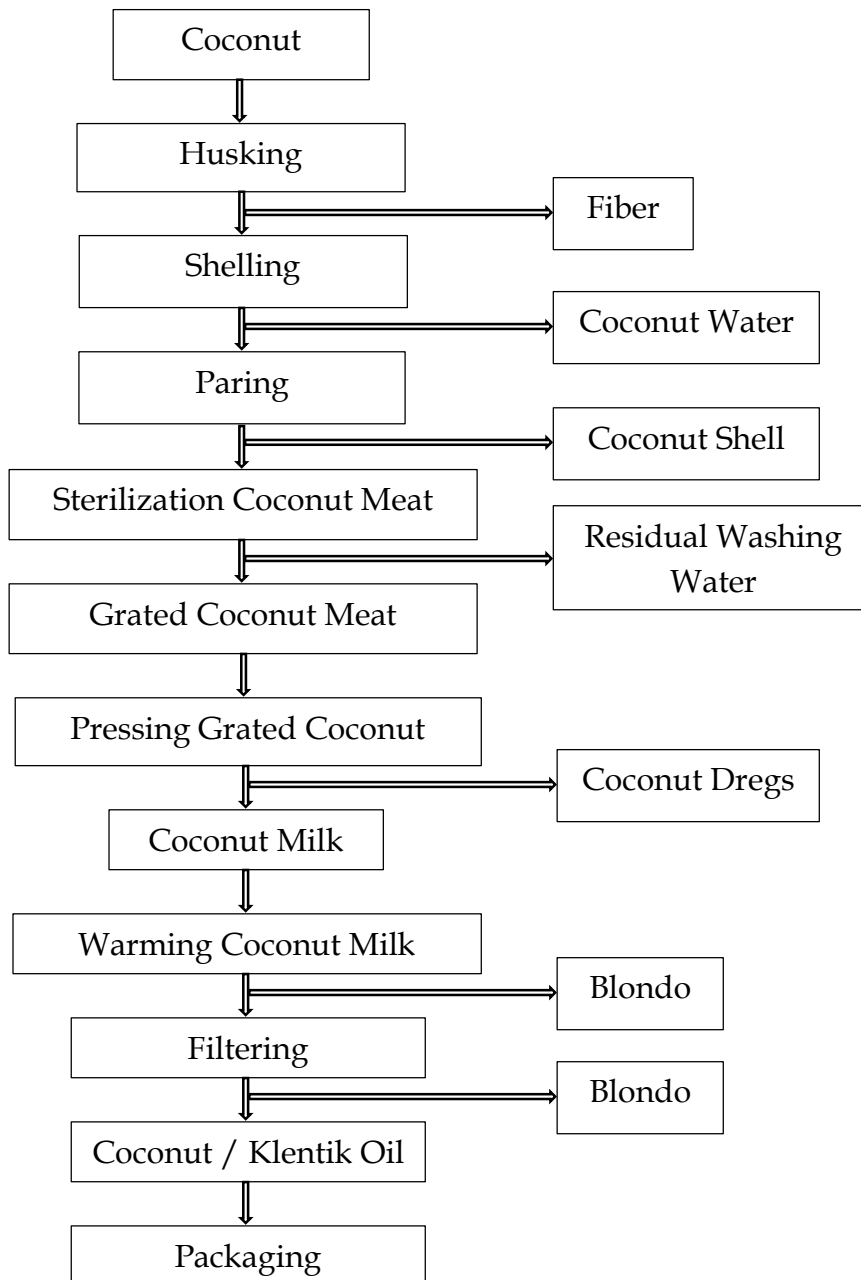 Coconut
Husking
Fiber
Shelling
Coconut Water
Paring
Coconut Shell
Sterilization Coconut Meat
Residual Washing
Water
Grated Coconut Meat
Pressing Grated Coconut
Coconut Dregs
Coconut Milk
Warming Coconut Milk
Blondo
Filtering
Blondo
Coconut / Klentik Oil
Packaging